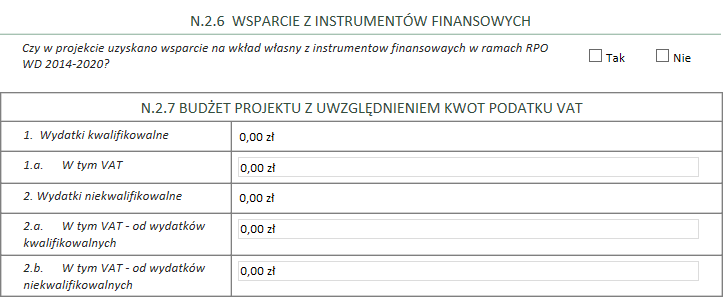 N.2.6 WSPARCIE Z INSTRUMENTÓW FINANSOWYCH
Czy w projekcie uzyskano wsparcie na wkład własny z instrumentow finansowaych w ramach RPO
WD 2014-2020?
Tak
Nie
N.2.7 BUDŻET PROJEKTU Z UWZGLĘDNIENIEM KWOT PODATKU VAT
1. Wydatki kwalifikowalne
0,00 zł
1.a. W tym VAT
0,00 zł
2. Wydatki niekwalifikowalne
0,00 zł
2.a. W tym VAT - od wydatków
kwalifikowalnych
0,00 zł
2.b. W tym VAT - od wydatków
niekwalifikowalnych
0,00 zł